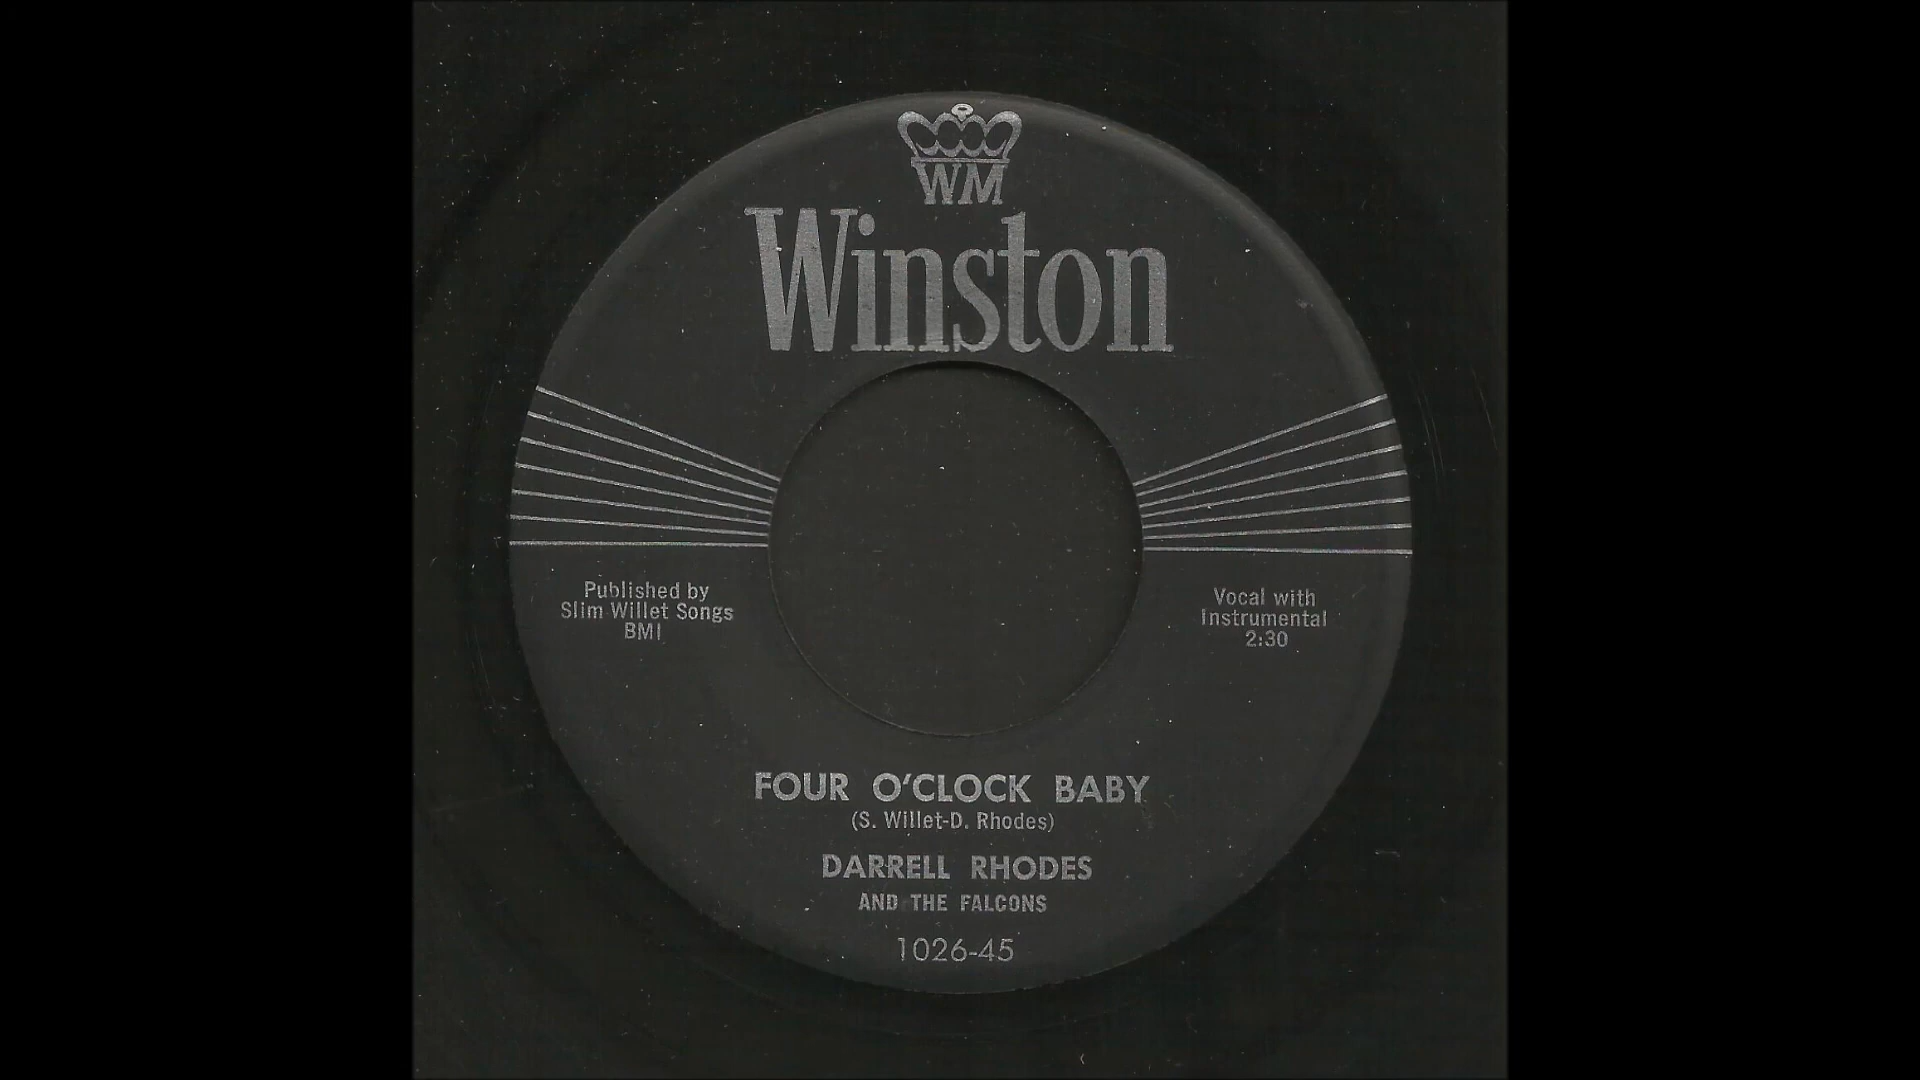 WM
Winston
Published by
Slim Willet Songs
BMI
Vocal with
Instrumental
2:30
FOUR O'CLOCK BABY
(S. Willet-D. Rhodes)
DARRELL RHODES
AND THE FALCONS
1026-45